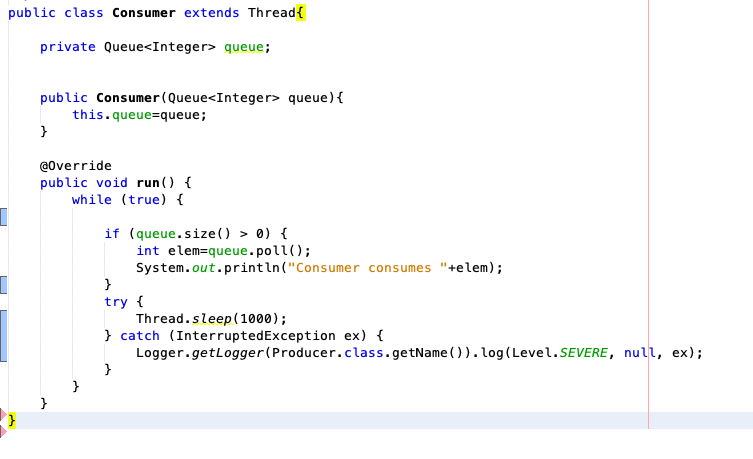 public class Consumer extends Thread{
private Queue<Integer> queue;
public Consumer(Queue<Integer> queue){
this.queue=queue;
}
@Override
public void run() {
while (true) {
if (queue.size() > 0) {
int elem=queue.poll();
System.out.println("Consumer consumes "+elem);
}
try {
Thread.sleep(1000);
} catch (InterruptedException ex) {
Logger.getLogger(Producer.class.getName()).log(Level.SEVERE, null, ex);
}
}
}
}